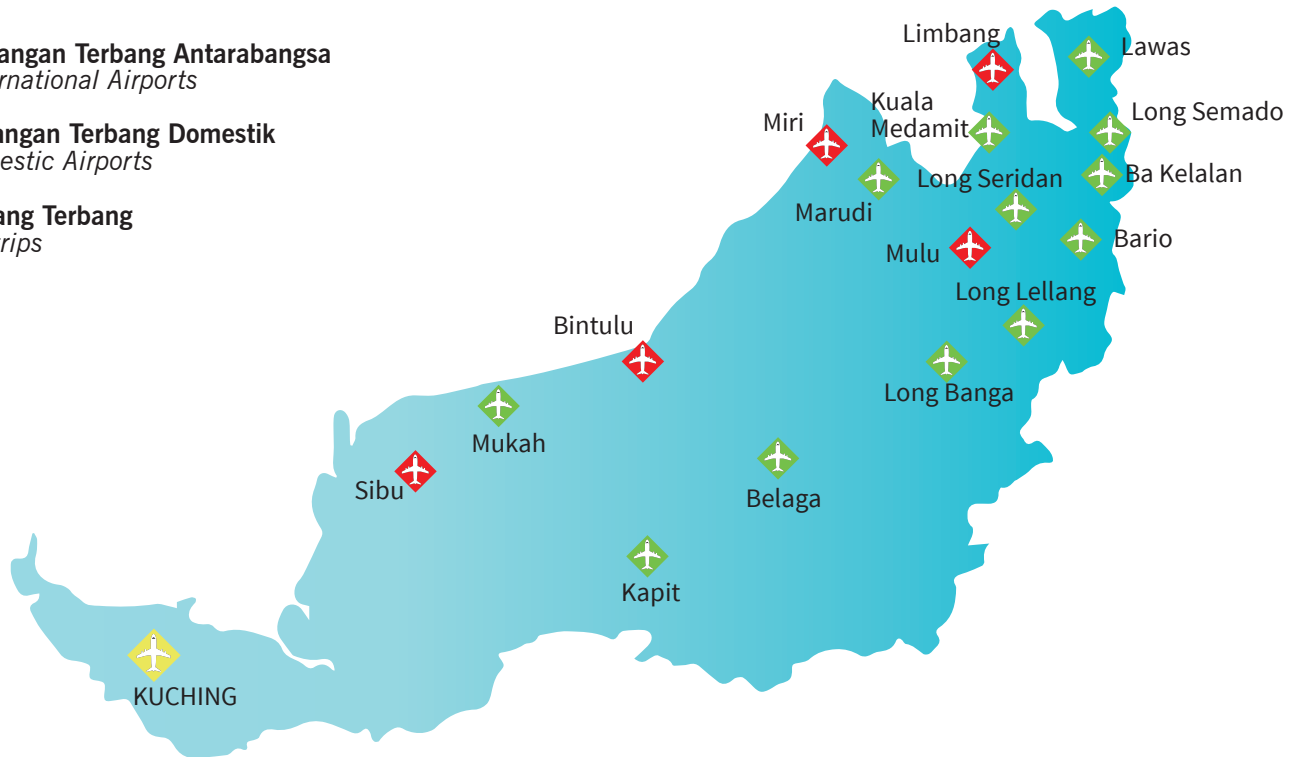 angan Terbang Antarabangsa
rnational Airports
angan Terbang Domestik
estic Airports
ang Terbang
trips
Limbang
Lawas
Kuala
Medamit
Long Semado
Miri
Ba Kelalan
Long Seridan
Marudi
Bario
Mulu
Long Lellang
Bintulu
Long Banga
Mukah
Sibu
Belaga
Kapit
KUCHING